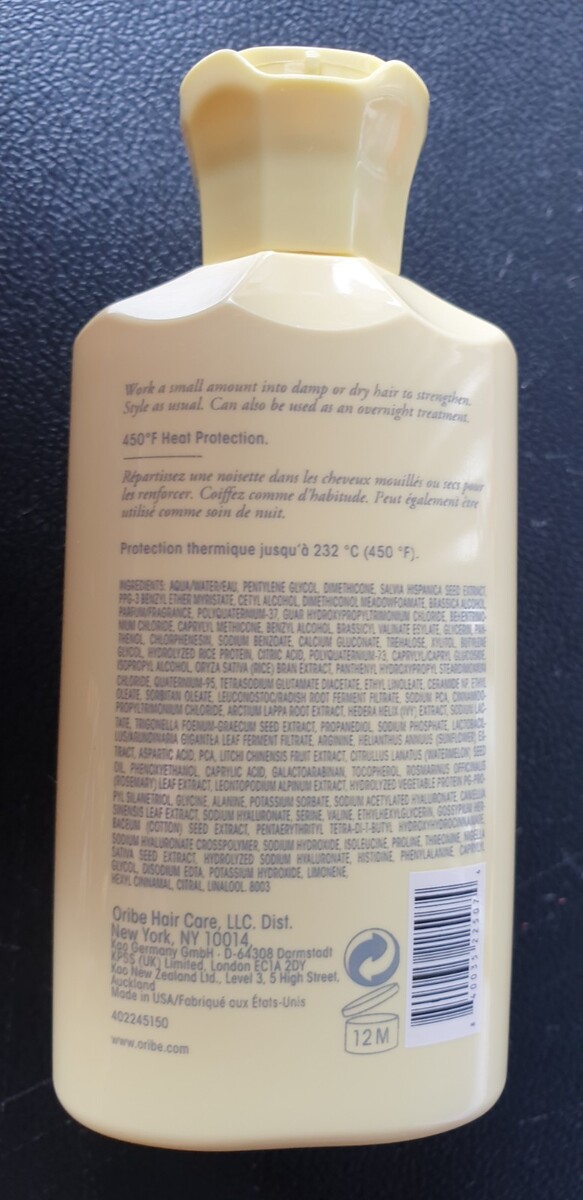 Work a small amount into damp or dry hair to strengthen.
Style as usual. Can also be used as an overnight treatment.
450°F Heat Protection.
Répartissez une noisette dans les cheveux mouillés ou secs pour
les renforcer. Coiffez comme d'habitude. Peut également être
utilisé comme soin de nuit.
Protection thermique jusqu'à 232 °C (450 °F).
INGREDIENTS: AQUA/WATER/EAU, PENTYLENE GLYCOL, DIMETHICONE, SALVIA HISPANICA SEED EXTRACT,
PPG-3 BENZYL ETHER MYRISTATE, CETYL ALCOHOL, DIMETHICONOL MEADOWFOAMATE, BRASSICA ALCOHOL,
PARFUM/FRAGRANCE, POLYQUATERNIUM-37, GUAR HYDROXYPROPYLTRIMONIUM CHLORIDE, BEHENTRIMO-
NIUM CHLORIDE, CAPRYLYL METHICONE, BENZYL ALCOHOL, BRASSICYL VALINATE ESYLATE, GLYCERIN, PAN-
THENOL, CHLORPHENESIN, SODIUM BENZOATE, CALCIUM GLUCONATE, TREHALOSE, XYLITOL, BUTYLENE
GLYCOL, HYDROLYZED RICE PROTEIN, CITRIC ACID, POLYQUATERNIUM-73, CAPRYLYL/CAPRYL GLUCOSIDE,
ISOPROPYL ALCOHOL, ORYZA SATIVA (RICE) BRAN EXTRACT, PANTHENYL HYDROXYPROPYL STEARDIMONIUM
CHLORIDE, QUATERNIUM-95, TETRASODIUM GLUTAMATE DIACETATE, ETHYL LINOLEATE, CERAMIDE NP, ETHYL
OLEATE, SORBITAN OLEATE, LEUCONOSTOC/RADISH ROOT FERMENT FILTRATE, SODIUM PCA, CINNAMIDO-
PROPYLTRIMONIUM CHLORIDE, ARCTIUM LAPPA ROOT EXTRACT, HEDERA HELIX (IVY) EXTRACT, SODIUM LAC-
TATE, TRIGONELLA FOENUM-GRAECUM SEED EXTRACT, PROPANEDIOL, SODIUM PHOSPHATE, LACTOBACIL-
LUS/ARUNDINARIA GIGANTEA LEAF FERMENT FILTRATE, ARGININE, HELIANTHUS ANNUUS (SUNFLOWER) EX-
TRACT, ASPARTIC ACID, PCA, LITCHI CHINENSIS FRUIT EXTRACT, CITRULLUS LANATUS (WATERMELON) SEED
OIL, PHENOXYETHANOL, CAPRYLIC ACID, GALACTOARABINAN, TOCOPHEROL, ROSMARINUS OFFICINALIS
(ROSEMARY) LEAF EXTRACT, LEONTOPODIUM ALPINUM EXTRACT, HYDROLYZED VEGETABLE PROTEIN PG-PRO-
PYL SILANETRIOL, GLYCINE, ALANINE, POTASSIUM SORBATE, SODIUM ACETYLATED HYALURONATE, CAMELLIA
SINENSIS LEAF EXTRACT, SODIUM HYALURONATE, SERINE, VALINE, ETHYLHEXYLGLYCERIN, GOSSYPIUM HER-
BACEUM (COTTON) SEED EXTRACT, PENTAERYTHRITYL TETRA-DI-T-BUTYL HYDROXYHYDROCINNAMATE,
SODIUM HYALURONATE CROSSPOLYMER, SODIUM HYDROXIDE, ISOLEUCINE, PROLINE, THREONINE, NIGELLA
SATIVA SEED EXTRACT, HYDROLYZED SODIUM HYALURONATE, HISTIDINE, PHENYLALANINE, CAPRYLYL
GLYCOL, DISODIUM EDTA, POTASSIUM HYDROXIDE, LIMONENE,
HEXYL CINNAMAL, CITRAL, LINALOOL. 8003
Oribe Hair Care, LLC. Dist.
New York, NY 10014,
Kao Germany GmbH - D-64308 Darmstadt
KPSS (UK) Limited, London EC1A 2DY
Kao New Zealand Ltd., Level 3, 5 High Street,
Auckland
Made in USA/Fabriqué aux États-Unis
402245150
www.oribe.com
12M